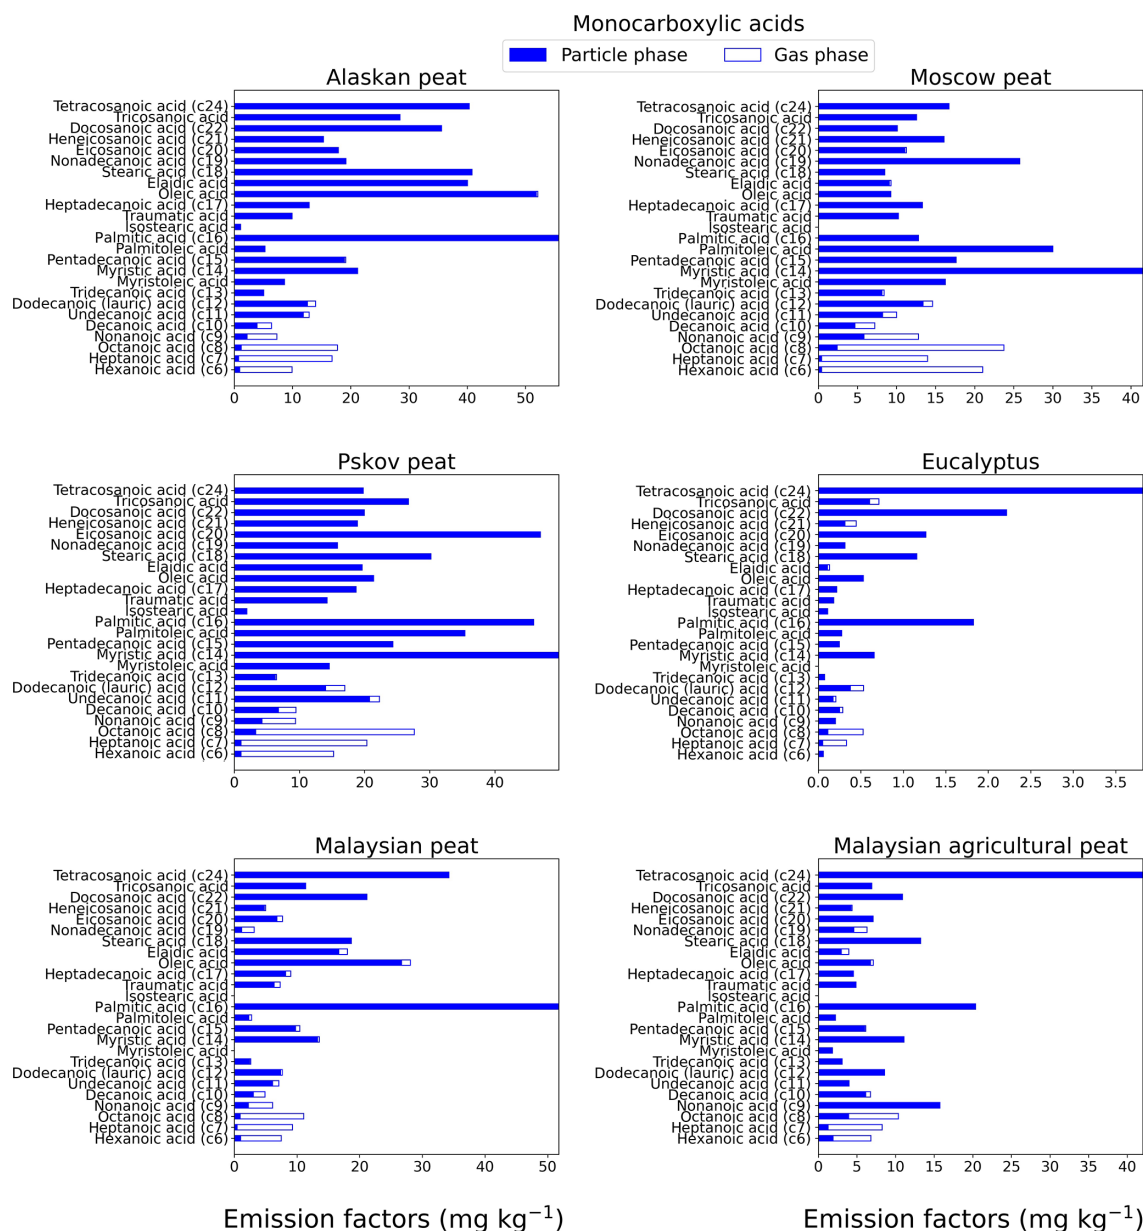 Monocarboxylic acids
Particle phase Gas phase
Alaskan peat
Tetracosanoic acid (c24)
Tricosanoic acid
Docosanoic acid (c22)
Heneicosanoic acid (c21)
Eicosanoic acid (c20)
Nonadecanoic acid (c19)
Stearic acid (c18)
Elaidic acid
Oleic acid
Heptadecanoic acid (c17)
Traumatic acid
Isostearic acid
Palmitic acid (c16)
Palmitoleic acid
Pentadecanoic acid (c15)
Myristic acid (c14)
Myristoleic acid
Tridecanoic acid (c13)
Dodecanoic (lauric) acid (c12)
Undecanoic acid (c11)
Decanoic acid (c10)
Nonanoic acid (c9)
Octanoic acid (c8)
Heptanoic acid (c7)
Hexanoic acid (c6)
0 10 20 30 40 50
Moscow peat
Tetracosanoic acid (c24)
Tricosanoic acid
Docosanoic acid (c22)
Heneicosanoic acid (c21)
Eicosanoic acid (c20)
Nonadecanoic acid (c19)
Stearic acid (c18)
Elaidic acid
Oleic acid
Heptadecanoic acid (c17)
Traumatic acid
Isostearic acid
Palmitic acid (c16)
Palmitoleic acid
Pentadecanoic acid (c15)
Myristic acid (c14)
Myristoleic acid
Tridecanoic acid (c13)
Dodecanoic (lauric) acid (c12)
Undecanoic acid (c11)
Decanoic acid (c10)
Nonanoic acid (c9)
Octanoic acid (c8)
Heptanoic acid (c7)
Hexanoic acid (c6)
0 5 10 15 20 25 30 35 40
Pskov peat
Tetracosanoic acid (c24)
Tricosanoic acid
Docosanoic acid (c22)
Heneicosanoic acid (c21)
Eicosanoic acid (c20)
Nonadecanoic acid (c19)
Stearic acid (c18)
Elaidic acid
Oleic acid
Heptadecanoic acid (c17)
Traumatic acid
Isostearic acid
Palmitic acid (c16)
Palmitoleic acid
Pentadecanoic acid (c15)
Myristic acid (c14)
Myristoleic acid
Tridecanoic acid (c13)
Dodecanoic (lauric) acid (c12)
Undecanoic acid (c11)
Decanoic acid (c10)
Nonanoic acid (c9)
Octanoic acid (c8)
Heptanoic acid (c7)
Hexanoic acid (c6)
0 10 20 30 40
Eucalyptus
Tetracosanoic acid (c24)
Tricosanoic acid
Docosanoic acid (c22)
Heneicosanoic acid (c21)
Eicosanoic acid (c20)
Nonadecanoic acid (c19)
Stearic acid (c18)
Elaidic acid
Oleic acid
Heptadecanoic acid (c17)
Traumatic acid
Isostearic acid
Palmitic acid (c16)
Palmitoleic acid
Pentadecanoic acid (c15)
Myristic acid (c14)
Myristoleic acid
Tridecanoic acid (c13)
Dodecanoic (lauric) acid (c12)
Undecanoic acid (c11)
Decanoic acid (c10)
Nonanoic acid (c9)
Octanoic acid (c8)
Heptanoic acid (c7)
Hexanoic acid (c6)
0.0 0.5 1.0 1.5 2.0 2.5 3.0 3.5
Malaysian peat
Tetracosanoic acid (c24)
Tricosanoic acid
Docosanoic acid (c22)
Heneicosanoic acid (c21)
Eicosanoic acid (c20)
Nonadecanoic acid (c19)
Stearic acid (c18)
Elaidic acid
Oleic acid
Heptadecanoic acid (c17)
Traumatic acid
Isostearic acid
Palmitic acid (c16)
Palmitoleic acid
Pentadecanoic acid (c15)
Myristic acid (c14)
Myristoleic acid
Tridecanoic acid (c13)
Dodecanoic (lauric) acid (c12)
Undecanoic acid (c11)
Decanoic acid (c10)
Nonanoic acid (c9)
Octanoic acid (c8)
Heptanoic acid (c7)
Hexanoic acid (c6)
0 10 20 30 40 50
Emission factors (mg kg⁻¹)
Malaysian agricultural peat
Tetracosanoic acid (c24)
Tricosanoic acid
Docosanoic acid (c22)
Heneicosanoic acid (c21)
Eicosanoic acid (c20)
Nonadecanoic acid (c19)
Stearic acid (c18)
Elaidic acid
Oleic acid
Heptadecanoic acid (c17)
Traumatic acid
Isostearic acid
Palmitic acid (c16)
Palmitoleic acid
Pentadecanoic acid (c15)
Myristic acid (c14)
Myristoleic acid
Tridecanoic acid (c13)
Dodecanoic (lauric) acid (c12)
Undecanoic acid (c11)
Decanoic acid (c10)
Nonanoic acid (c9)
Octanoic acid (c8)
Heptanoic acid (c7)
Hexanoic acid (c6)
0 5 10 15 20 25 30 35 40
Emission factors (mg kg⁻¹)